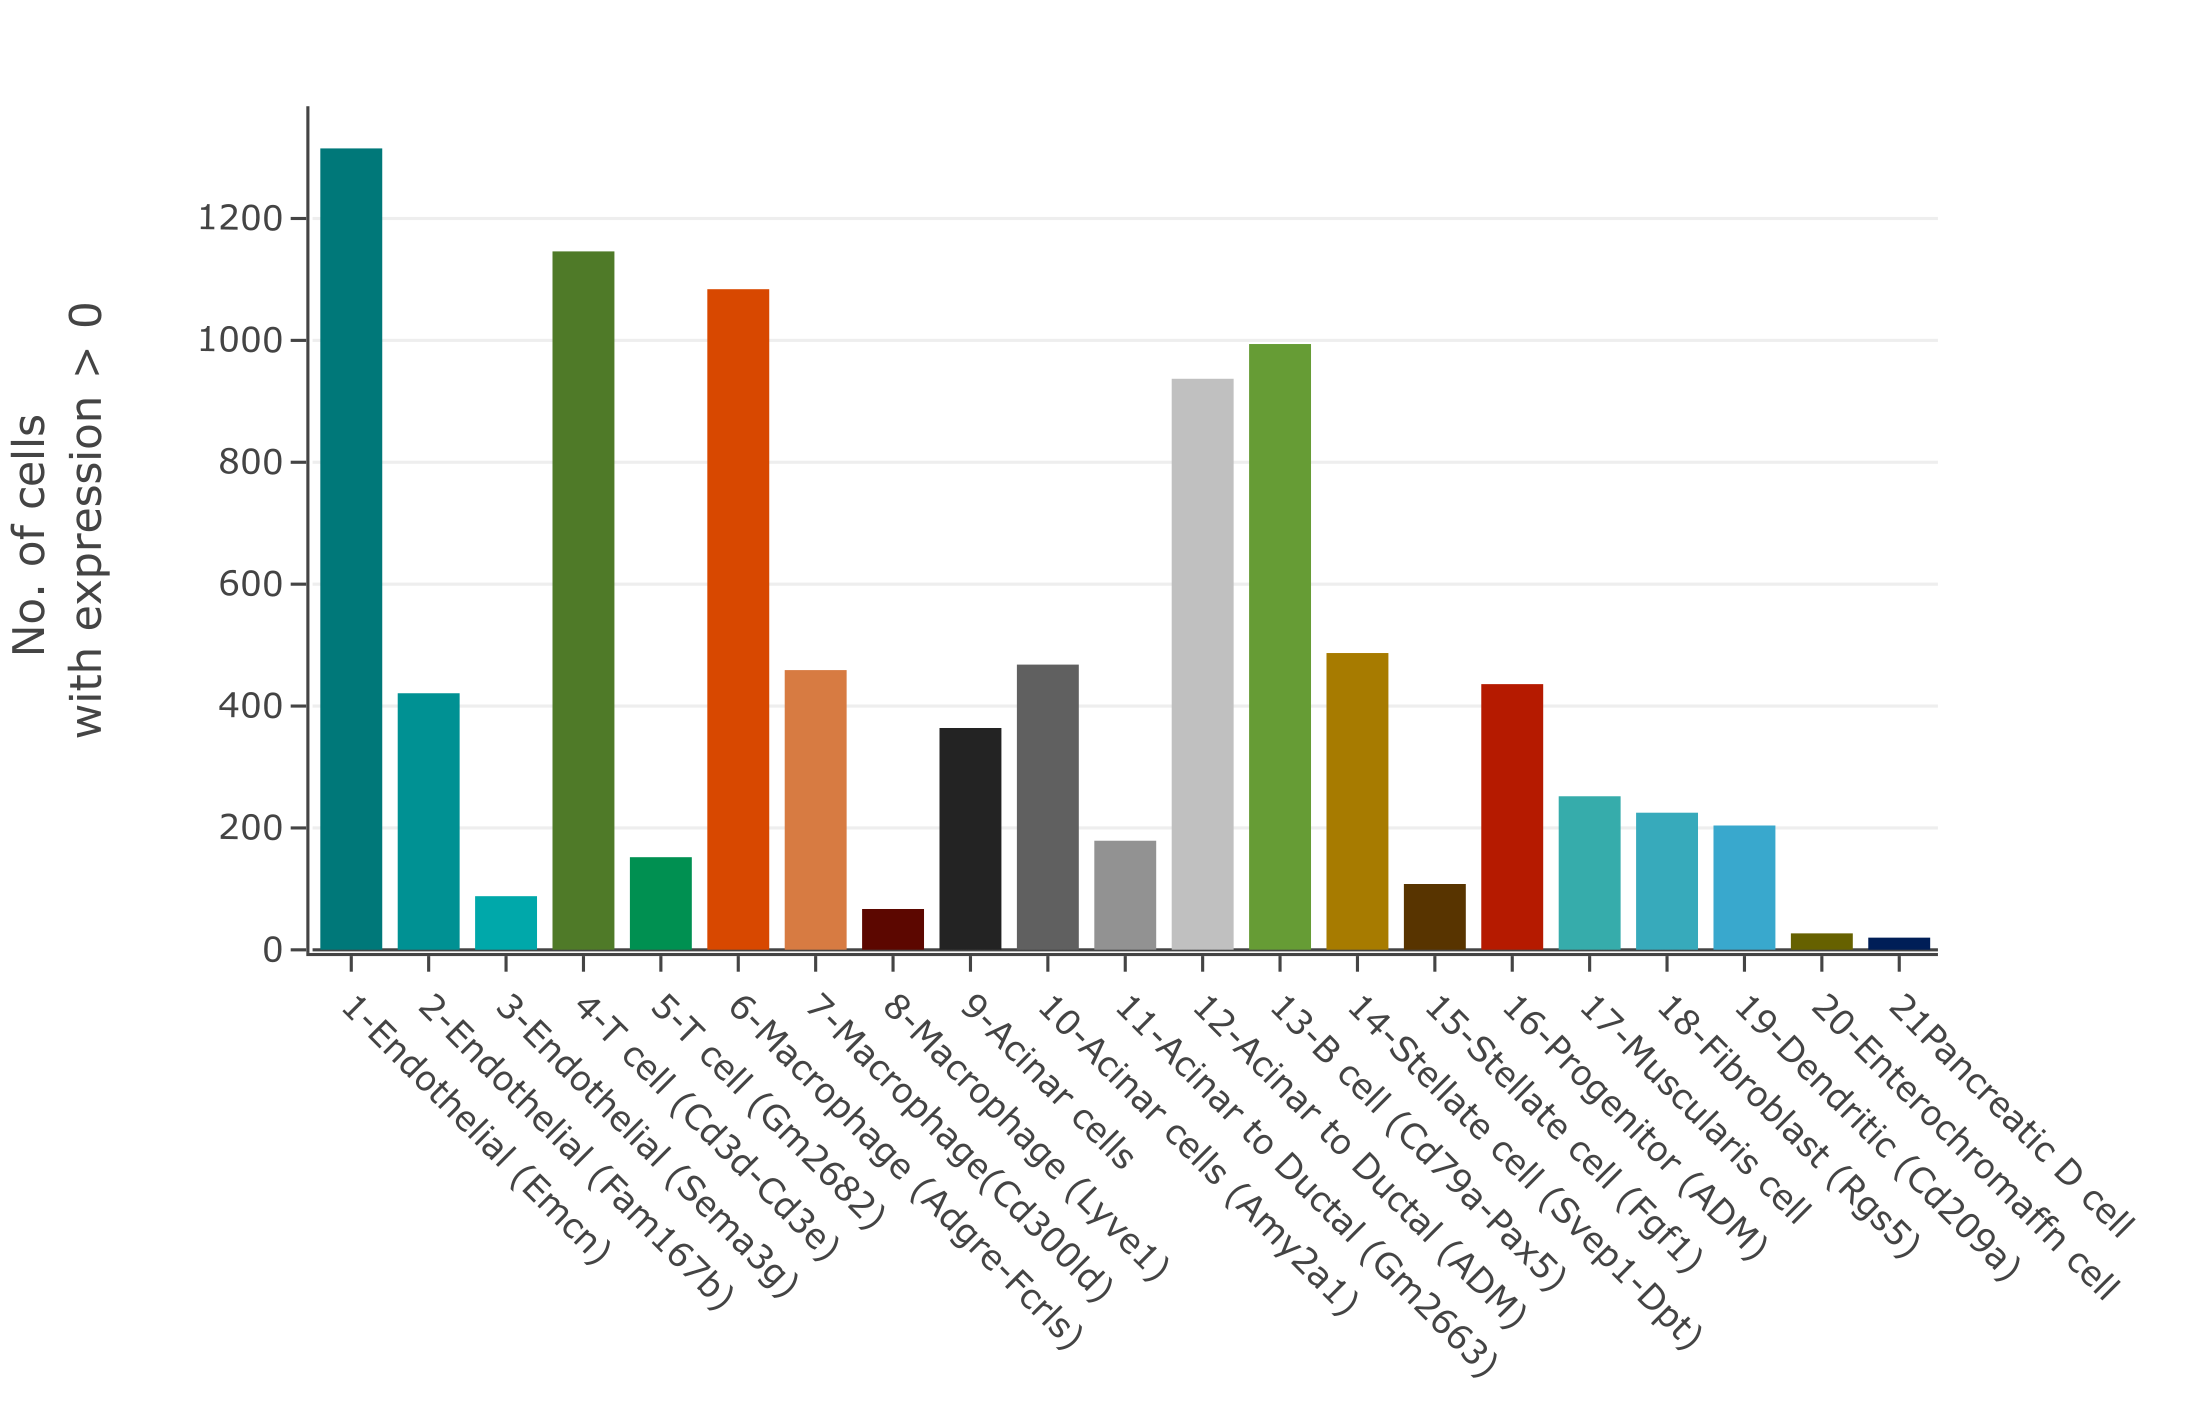 No. of cells
with expression > 0
1200
1000
800
600
400
200
0
1-Endothelial (Emcn)
2-Endothelial (Fam167b)
3-Endothelial (Sema3g)
4-T cell (Cd3d-Cd3e)
5-T cell (Gm2682)
6-Macrophage (Adgre-Fcrls)
7-Macrophage(Cd300ld)
8-Macrophage (Lyve1)
9-Acinar cells
10-Acinar cells (Amy2a1)
11-Acinar to Ductal (Gm2663)
12-Acinar to Ductal (ADM)
13-B cell (Cd79a-Pax5)
14-Stellate cell (Svep1-Dpt)
15-Stellate cell (Fgf1)
16-Progenitor (ADM)
17-Muscularis cell
18-Fibroblast (Rgs5)
19-Dendritic (Cd209a)
20-Enterochromaffn cell
21Pancreatic D cell